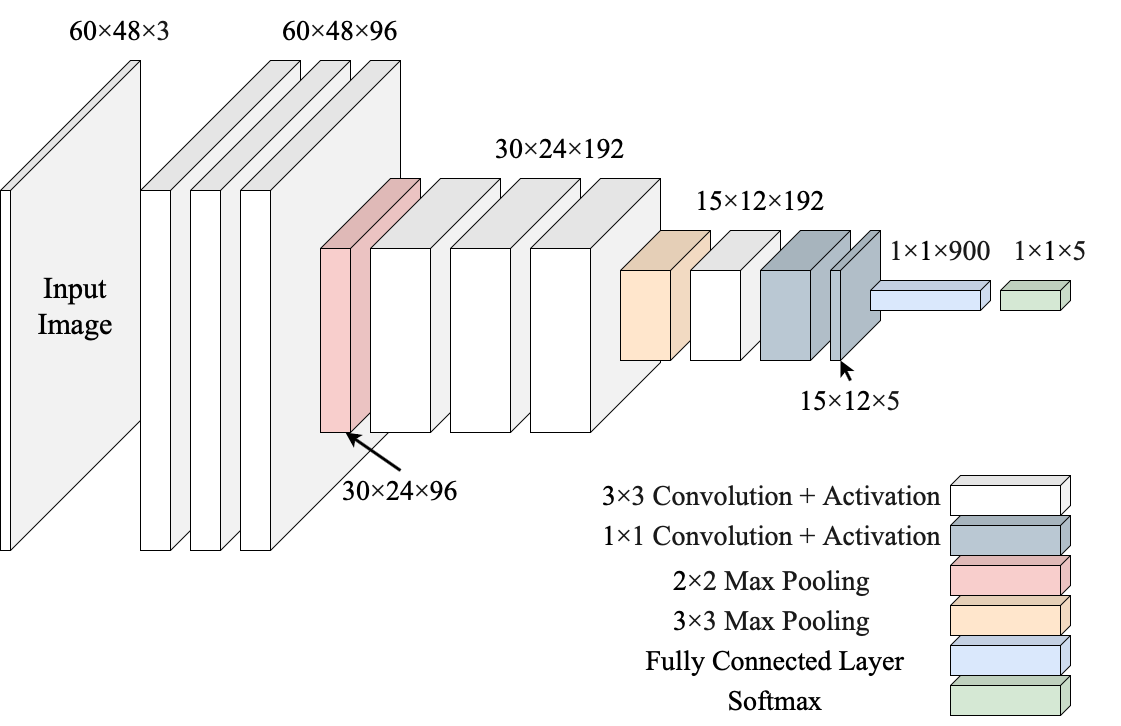 60×48×3
60×48×96
30×24×192
15×12×192
1×1×900
1×1×5
Input
Image
15×12×5
30×24×96
3×3 Convolution + Activation
1×1 Convolution + Activation
2×2 Max Pooling
3×3 Max Pooling
Fully Connected Layer
Softmax